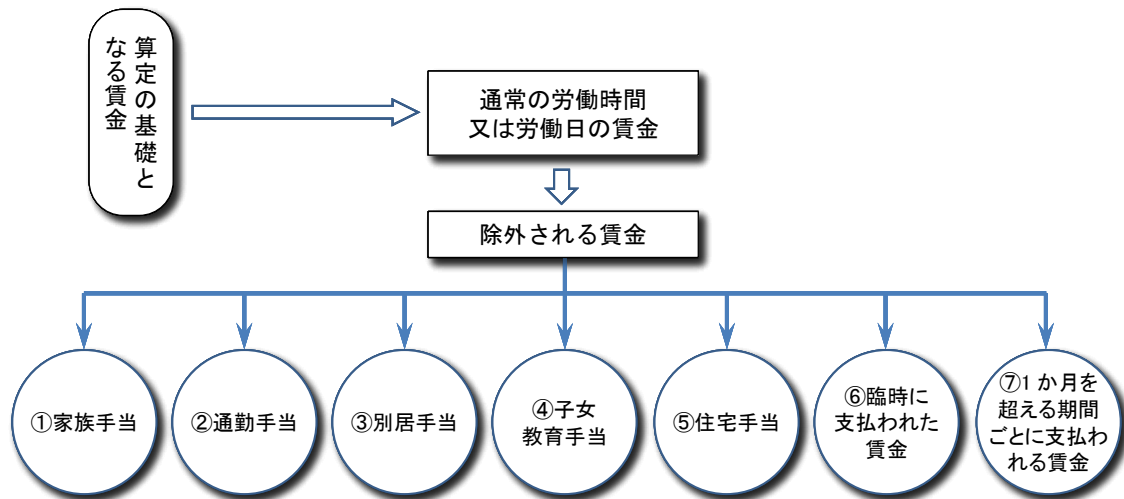 算定の基礎と
なる賃金
通常の労働時間
又は労働日の賃金
除外される賃金
①家族手当
②通勤手当
③別居手当
④子女
教育手当
⑤住宅手当
⑥臨時に
支払われた
賃金
⑦1 か月を
超える期間
ごとに支払わ
れる賃金